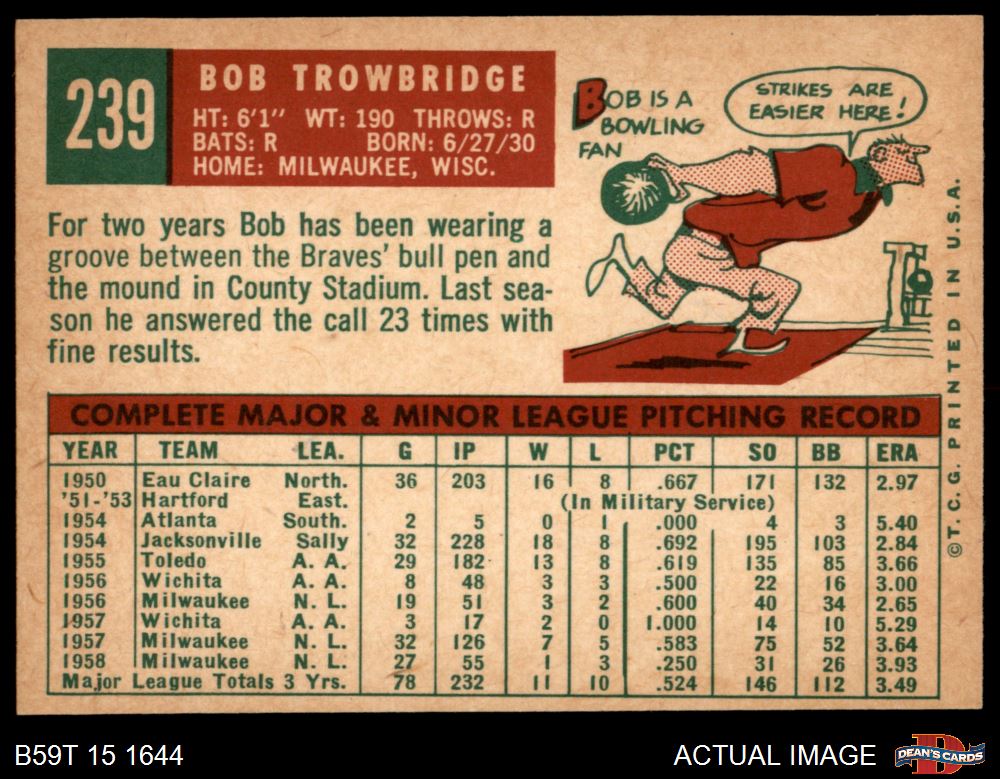 239
BOB TROWBRIDGE
HT: 6'1" WT: 190 THROWS: R
BATS: R BORN: 6/27/30
HOME: MILWAUKEE, WISC.
BOB IS A
BOWLING
FAN
STRIKES ARE
EASIER HERE!
For two years Bob has been wearing a
groove between the Braves' bull pen and
the mound in County Stadium. Last sea-
son he answered the call 23 times with
fine results.
COMPLETE MAJOR & MINOR LEAGUE PITCHING RECORD
YEAR TEAM LEA. G IP W L PCT SO BB ERA
1950 Eau Claire North. 36 203 16 8 .667 171 132 2.97
'51-'53 Hartford East. (In Military Service)
1954 Atlanta South. 2 5 0 1 .000 4 3 5.40
1954 Jacksonville Sally 32 228 18 8 .692 195 103 2.84
1955 Toledo A. A. 29 182 13 8 .619 135 85 3.66
1956 Wichita A. A. 8 48 3 3 .500 22 16 3.00
1956 Milwaukee N. L. 19 51 3 2 .600 40 34 2.65
1957 Wichita A. A. 3 17 2 0 1.000 14 10 5.29
1957 Milwaukee N. L. 32 126 7 5 .583 75 52 3.64
1958 Milwaukee N. L. 27 55 1 3 .250 31 26 3.93
Major League Totals 3 Yrs. 78 232 11 10 .524 146 112 3.49
©T. C. G. PRINTED IN U.S.A.
B59T 15 1644
ACTUAL IMAGE
D
DEAN'S CARDS